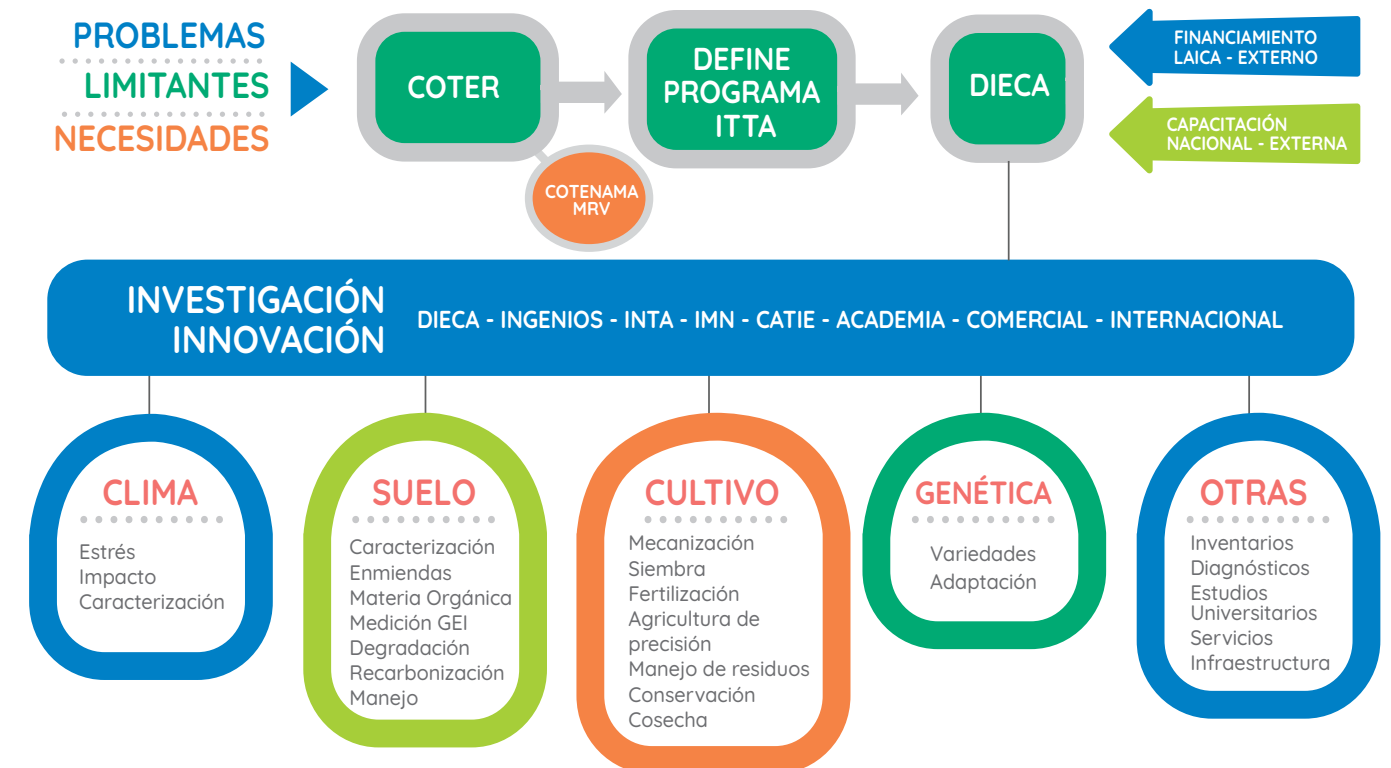 PROBLEMAS
LIMITANTES
NECESIDADES
COTER
COTENAMA
MRV
DEFINE
PROGRAMA
ITTA
DIECA
FINANCIAMIENTO
LAICA - EXTERNO
CAPACITACIÓN
NACIONAL - EXTERNA
INVESTIGACIÓN
INNOVACIÓN
DIECA - INGENIOS - INTA - IMN - CATIE - ACADEMIA - COMERCIAL - INTERNACIONAL
CLIMA
Estrés
Impacto
Caracterización
SUELO
Caracterización
Enmiendas
Materia Orgánica
Medición GEI
Degradación
Recarbonización
Manejo
CULTIVO
Mecanización
Siembra
Fertilización
Agricultura de
precisión
Manejo de residuos
Conservación
Cosecha
GENÉTICA
Variedades
Adaptación
OTRAS
Inventarios
Diagnósticos
Estudios
Universitarios
Servicios
Infraestructura